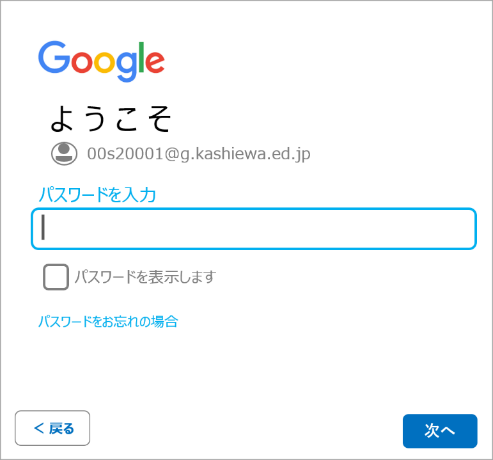 Google
ようこそ
00s20001@g.kashiewa.ed.jp
パスワードを入力
パスワードを表示します
パスワードをお忘れの場合
< 戻る
次へ